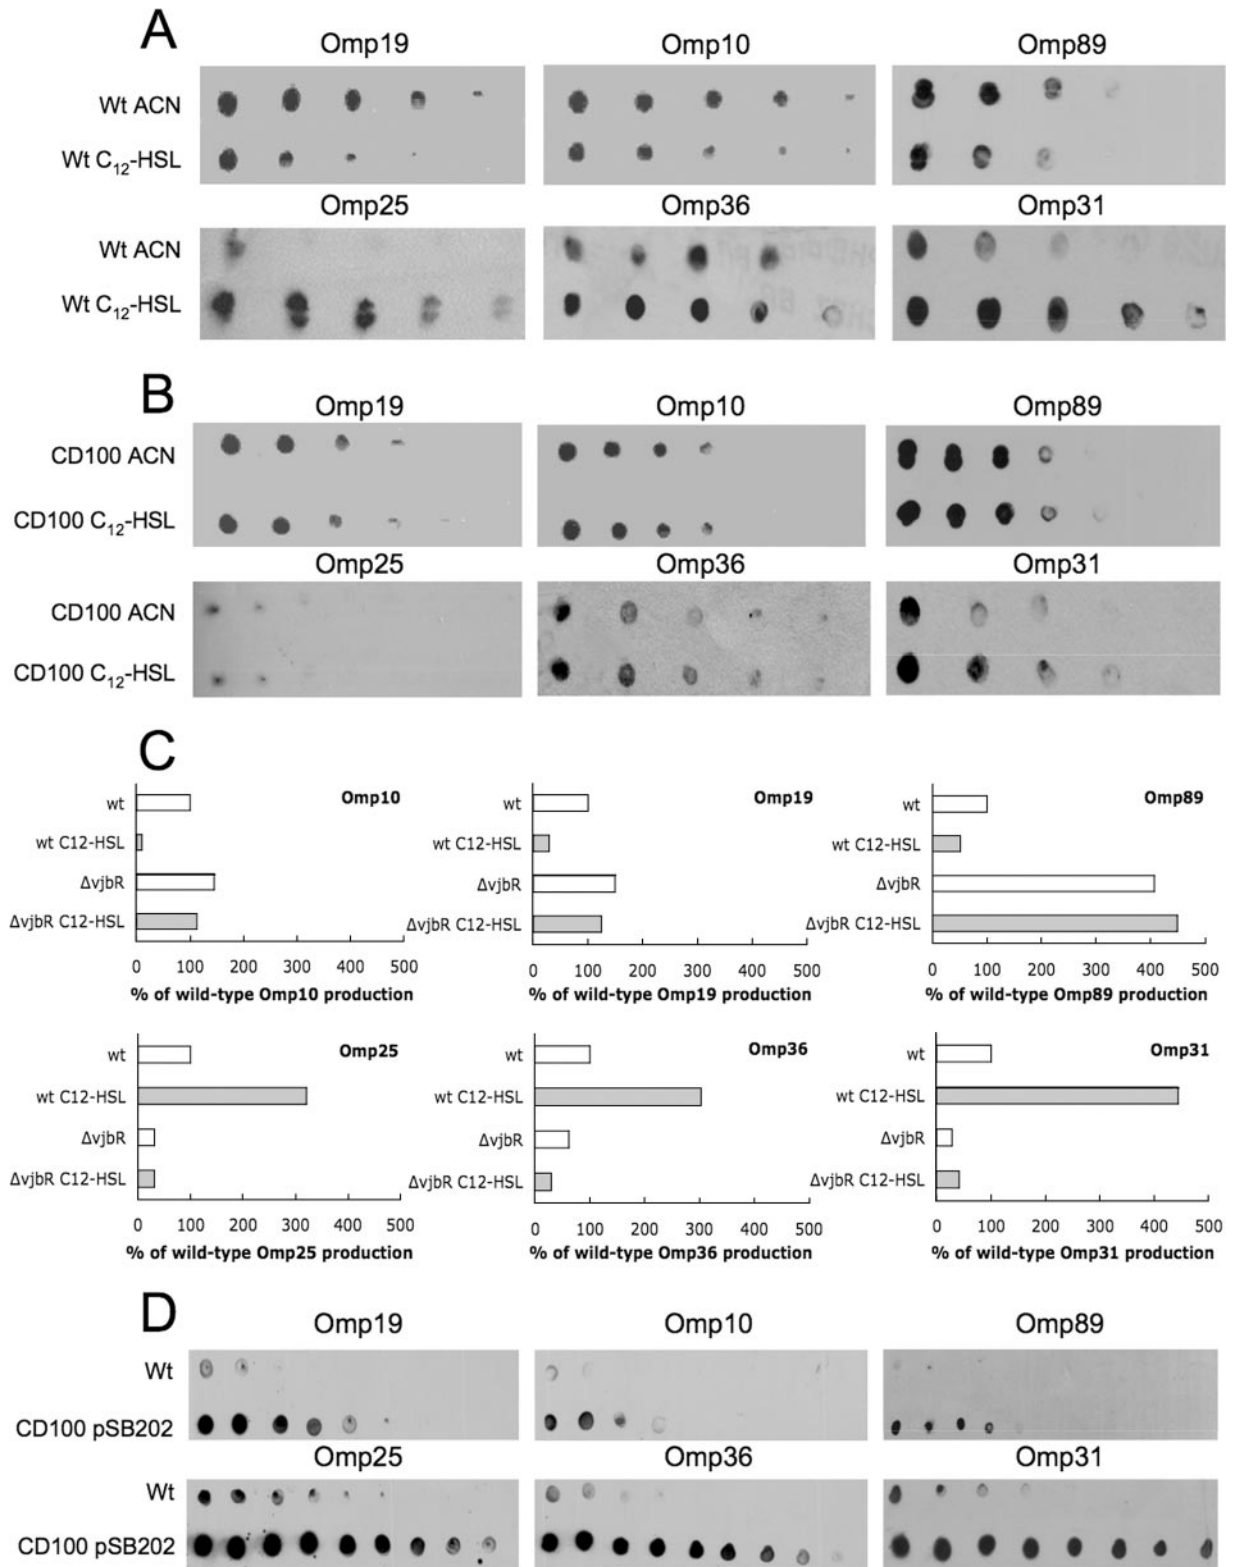 A
Omp19 Omp10 Omp89
Wt ACN
Wt C12-HSL
Omp25 Omp36 Omp31
Wt ACN
Wt C12-HSL
B
Omp19 Omp10 Omp89
CD100 ACN
CD100 C12-HSL
Omp25 Omp36 Omp31
CD100 ACN
CD100 C12-HSL
C
Omp10
wt
wt C12-HSL
ΔvjbR
ΔvjbR C12-HSL
0 100 200 300 400 500
% of wild-type Omp10 production
Omp19
wt
wt C12-HSL
ΔvjbR
ΔvjbR C12-HSL
0 100 200 300 400 500
% of wild-type Omp19 production
Omp89
wt
wt C12-HSL
ΔvjbR
ΔvjbR C12-HSL
0 100 200 300 400 500
% of wild-type Omp89 production
Omp25
wt
wt C12-HSL
ΔvjbR
ΔvjbR C12-HSL
0 100 200 300 400 500
% of wild-type Omp25 production
Omp36
wt
wt C12-HSL
ΔvjbR
ΔvjbR C12-HSL
0 100 200 300 400 500
% of wild-type Omp36 production
Omp31
wt
wt C12-HSL
ΔvjbR
ΔvjbR C12-HSL
0 100 200 300 400 500
% of wild-type Omp31 production
D
Omp19 Omp10 Omp89
Wt
CD100 pSB202
Omp25 Omp36 Omp31
Wt
CD100 pSB202